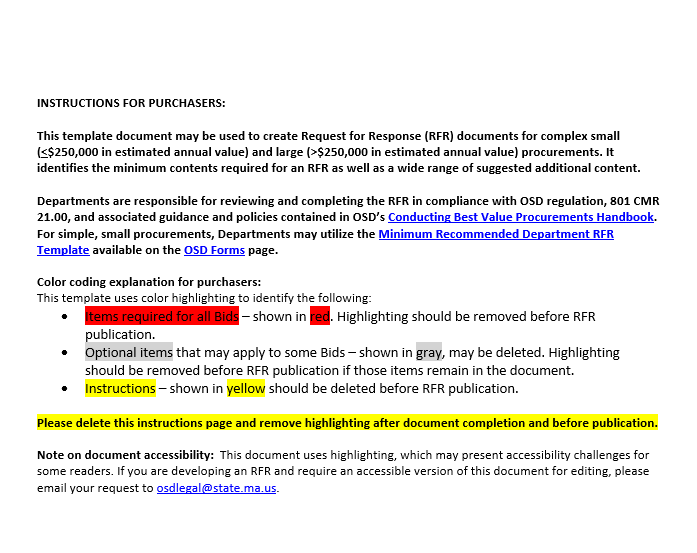 INSTRUCTIONS FOR PURCHASERS:
This template document may be used to create Request for Response (RFR) documents for complex small
(≤$250,000 in estimated annual value) and large (>$250,000 in estimated annual value) procurements. It
identifies the minimum contents required for an RFR as well as a wide range of suggested additional content.
Departments are responsible for reviewing and completing the RFR in compliance with OSD regulation, 801 CMR
21.00, and associated guidance and policies contained in OSD’s Conducting Best Value Procurements Handbook.
For simple, small procurements, Departments may utilize the Minimum Recommended Department RFR
Template available on the OSD Forms page.
Color coding explanation for purchasers:
This template uses color highlighting to identify the following:
• Items required for all Bids – shown in red. Highlighting should be removed before RFR
publication.
• Optional items that may apply to some Bids – shown in gray, may be deleted. Highlighting
should be removed before RFR publication if those items remain in the document.
• Instructions – shown in yellow should be deleted before RFR publication.
Please delete this instructions page and remove highlighting after document completion and before publication.
Note on document accessibility: This document uses highlighting, which may present accessibility challenges for
some readers. If you are developing an RFR and require an accessible version of this document for editing, please
email your request to osdlegal@state.ma.us.